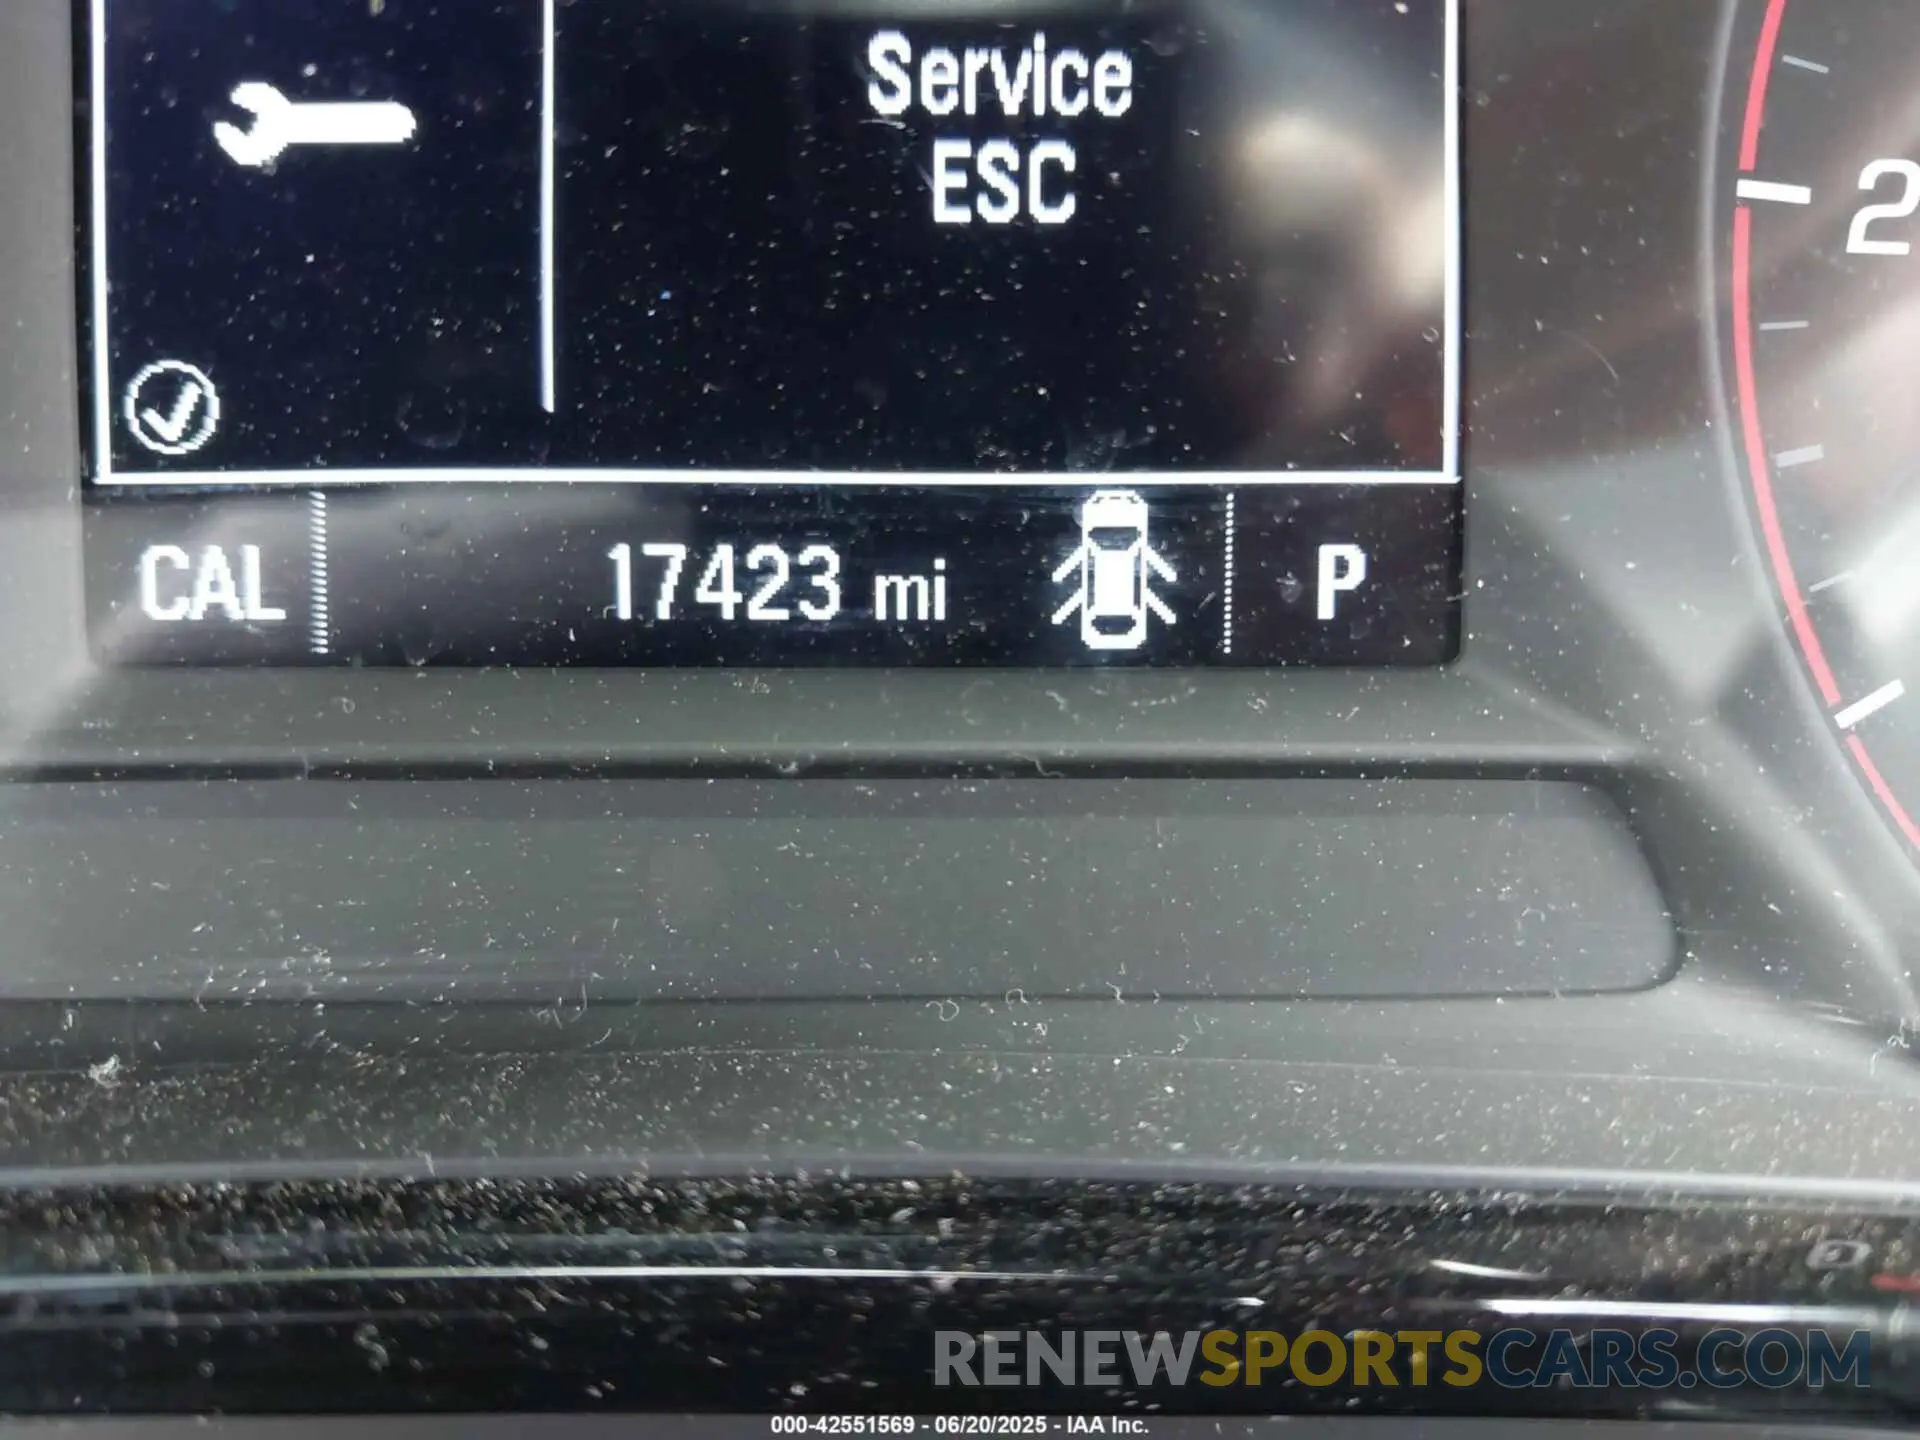 Service
ESC
2
CAL 17423 mi P
RENEWSPORTSCARS.COM
000-42551569 - 06/20/2025 - IAA Inc.